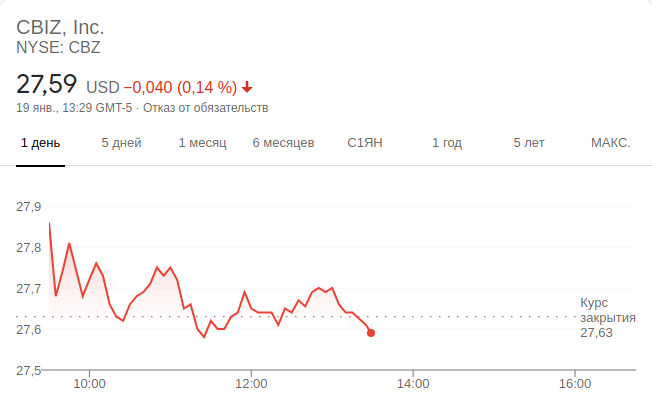 CBIZ, Inc.
NYSE: CBZ
27,59 USD −0,040 (0,14 %)
19 янв., 13:29 GMT-5 · Отказ от обязательств
1 день 5 дней 1 месяц 6 месяцев С1ЯН 1 год 5 лет МАКС.
27,9
27,8
27,7
27,6
27,5
Курс
закрытия
27,63
10:00 12:00 14:00 16:00